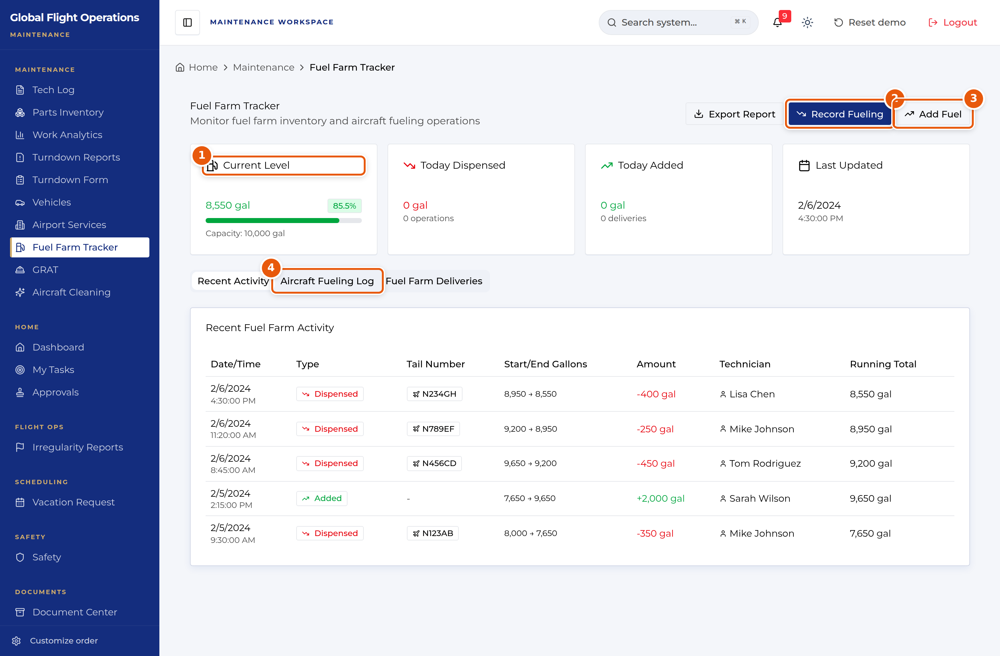 Global Flight Operations
MAINTENANCE
MAINTENANCE
Tech Log
Parts Inventory
Work Analytics
Turndown Reports
Turndown Form
Vehicles
Airport Services
Fuel Farm Tracker
GRAT
Aircraft Cleaning
HOME
Dashboard
My Tasks
Approvals
FLIGHT OPS
Irregularity Reports
SCHEDULING
Vacation Request
SAFETY
Safety
DOCUMENTS
Document Center
Customize order
MAINTENANCE WORKSPACE
Search system... ⌘ K
9
Reset demo
Logout
Home > Maintenance > Fuel Farm Tracker
Fuel Farm Tracker
Monitor fuel farm inventory and aircraft fueling operations
Export Report
2
Record Fueling
3
Add Fuel
1
Current Level
8,550 gal 85.5%
Capacity: 10,000 gal
Today Dispensed
0 gal
0 operations
Today Added
0 gal
0 deliveries
Last Updated
2/6/2024
4:30:00 PM
4
Recent Activity Aircraft Fueling Log Fuel Farm Deliveries
Recent Fuel Farm Activity
Date/Time Type Tail Number Start/End Gallons Amount Technician Running Total
2/6/2024 4:30:00 PM Dispensed N234GH 8,950 → 8,550 -400 gal Lisa Chen 8,550 gal
2/6/2024 11:20:00 AM Dispensed N789EF 9,200 → 8,950 -250 gal Mike Johnson 8,950 gal
2/6/2024 8:45:00 AM Dispensed N456CD 9,650 → 9,200 -450 gal Tom Rodriguez 9,200 gal
2/5/2024 2:15:00 PM Added - 7,650 → 9,650 +2,000 gal Sarah Wilson 9,650 gal
2/5/2024 9:30:00 AM Dispensed N123AB 8,000 → 7,650 -350 gal Mike Johnson 7,650 gal